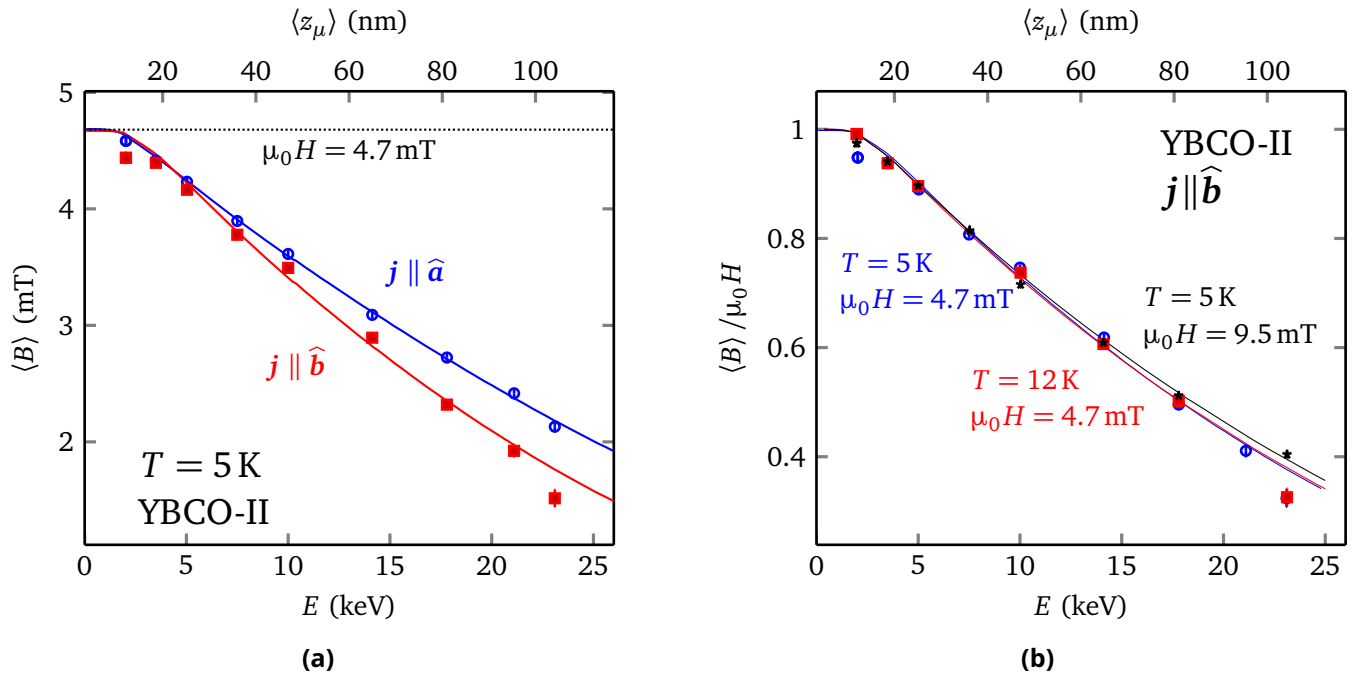 ⟨z_μ⟩ (nm)
20 40 60 80 100
5
4
3
2
⟨B⟩ (mT)
μ₀H = 4.7 mT
j ∥ â
j ∥ b̂
T = 5 K
YBCO-II
0 5 10 15 20 25
E (keV)
(a)
⟨z_μ⟩ (nm)
20 40 60 80 100
1
0.8
0.6
0.4
⟨B⟩ /μ₀H
YBCO-II
j∥b̂
T = 5 K
μ₀H = 4.7 mT
T = 5 K
μ₀H = 9.5 mT
T = 12 K
μ₀H = 4.7 mT
0 5 10 15 20 25
E (keV)
(b)